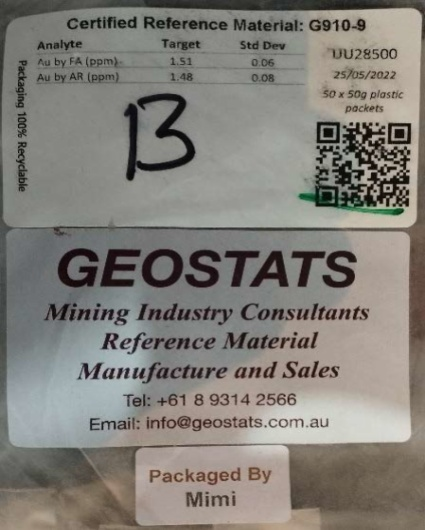 Certified Reference Material: G910-9
Analyte Target Std Dev
Au by FA (ppm) 1.51 0.06
Au by AR (ppm) 1.48 0.08
UU28500
25/05/2022
50 x 50g plastic
packets
Packaging 100% Recyclable
13
GEOSTATS
Mining Industry Consultants
Reference Material
Manufacture and Sales
Tel: +61 8 9314 2566
Email: info@geostats.com.au
Packaged By
Mimi